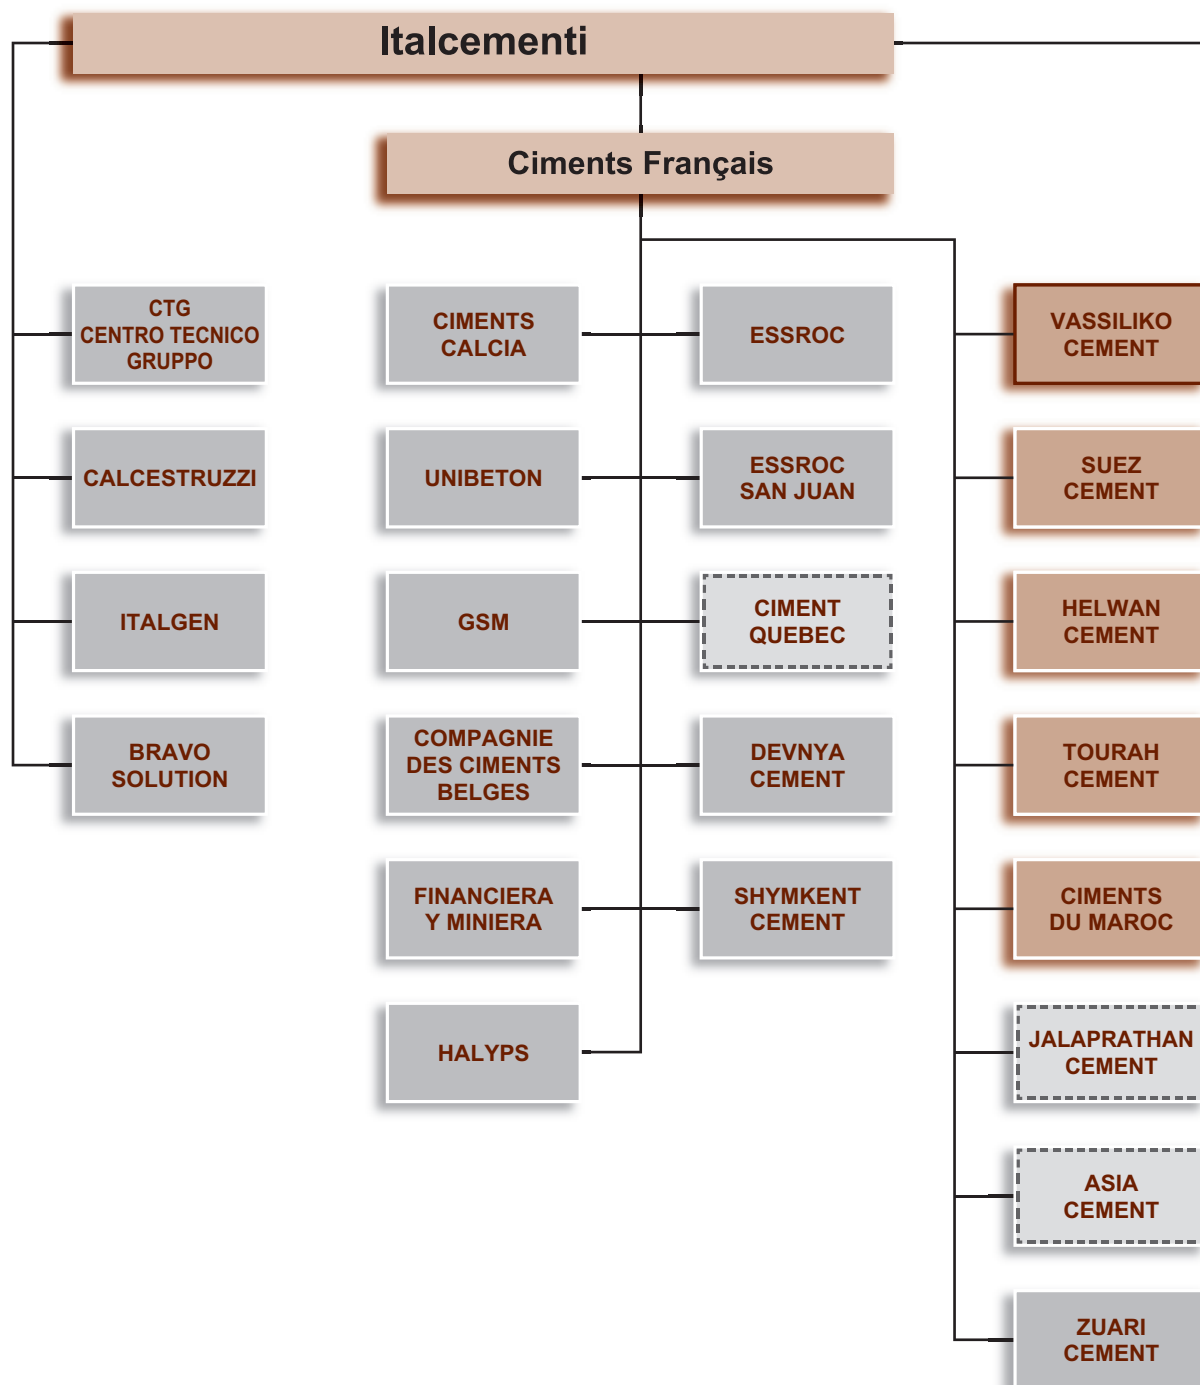 Italcementi
Ciments Français
CTG
CENTRO TECNICO
GRUPPO
CALCESTRUZZI
ITALGEN
BRAVO
SOLUTION
CIMENTS
CALCIA
UNIBETON
GSM
COMPAGNIE
DES CIMENTS
BELGES
FINANCIERA
Y MINIERA
HALYPS
ESSROC
ESSROC
SAN JUAN
CIMENT
QUEBEC
DEVNYA
CEMENT
SHYMKENT
CEMENT
VASSILIKO
CEMENT
SUEZ
CEMENT
HELWAN
CEMENT
TOURAH
CEMENT
CIMENTS
DU MAROC
JALAPRATHAN
CEMENT
ASIA
CEMENT
ZUARI
CEMENT